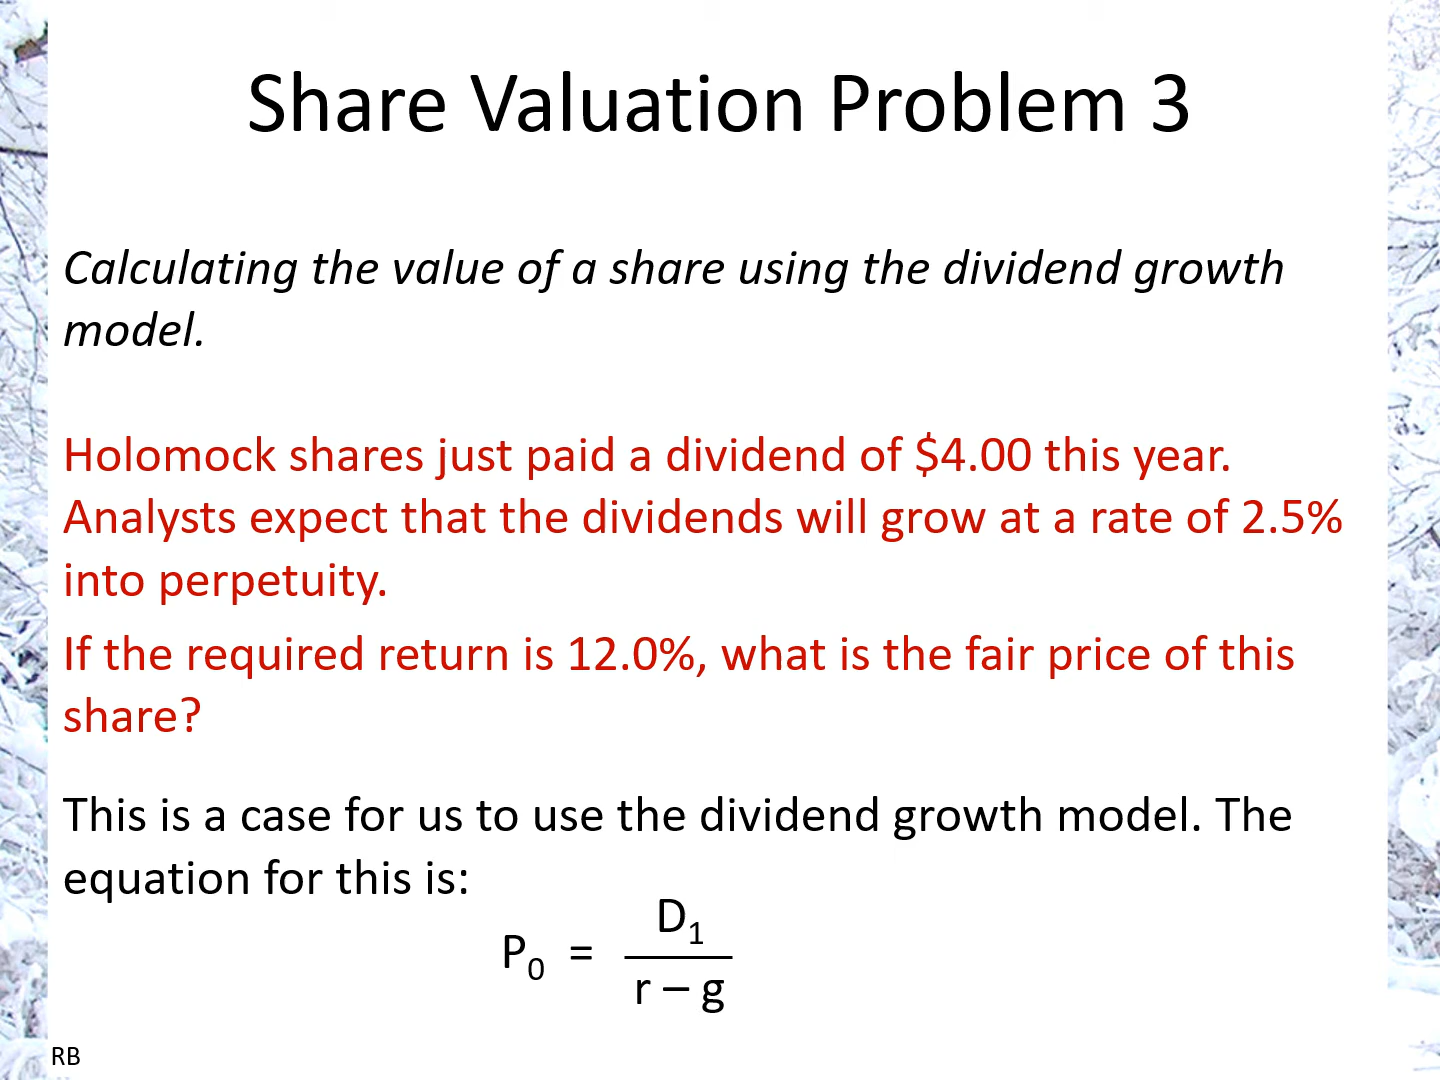 Share Valuation Problem 3
Calculating the value of a share using the dividend growth
model.
Holomock shares just paid a dividend of $4.00 this year.
Analysts expect that the dividends will grow at a rate of 2.5%
into perpetuity.
If the required return is 12.0%, what is the fair price of this
share?
This is a case for us to use the dividend growth model. The
equation for this is:
D₁
P₀ =
r – g
RB